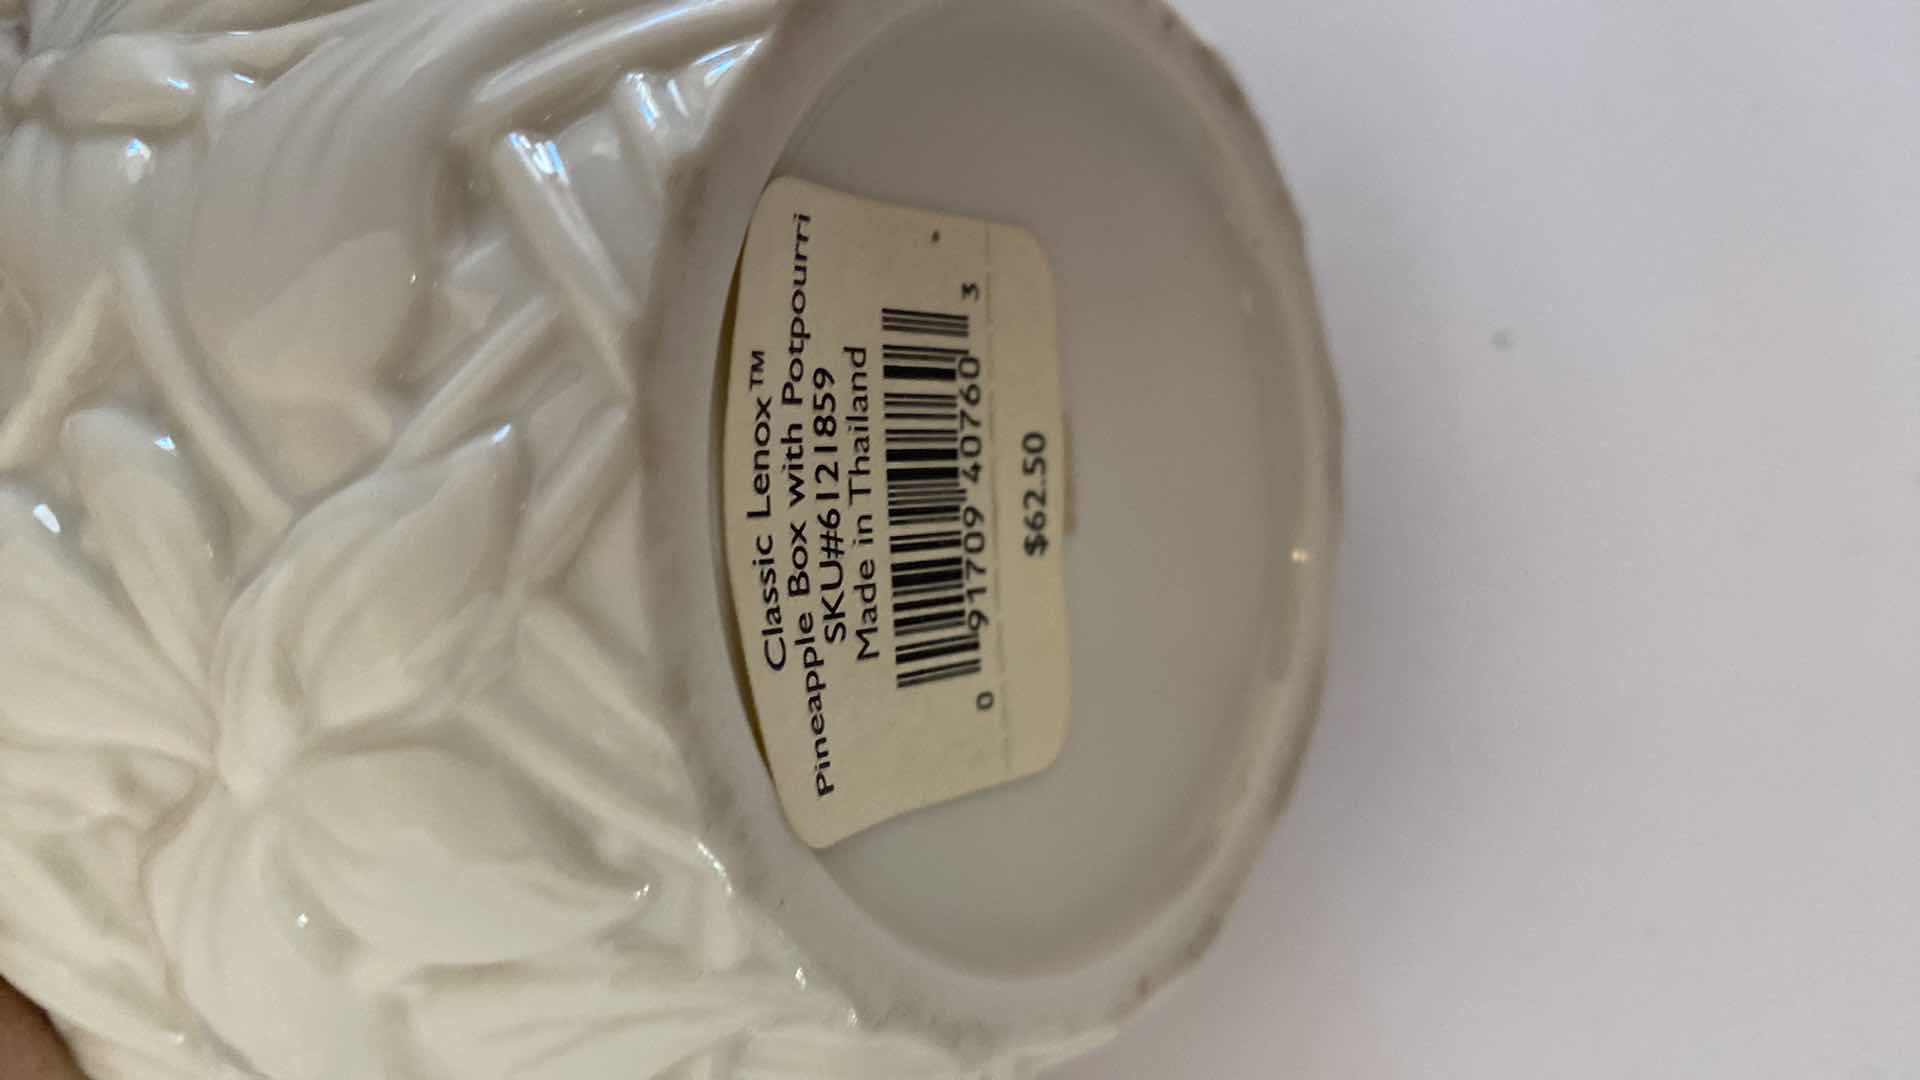 Classic Lenox™
Pineapple Box with Potpourri
SKU#6121859
Made in Thailand
0 91709 40760 3
$62.50